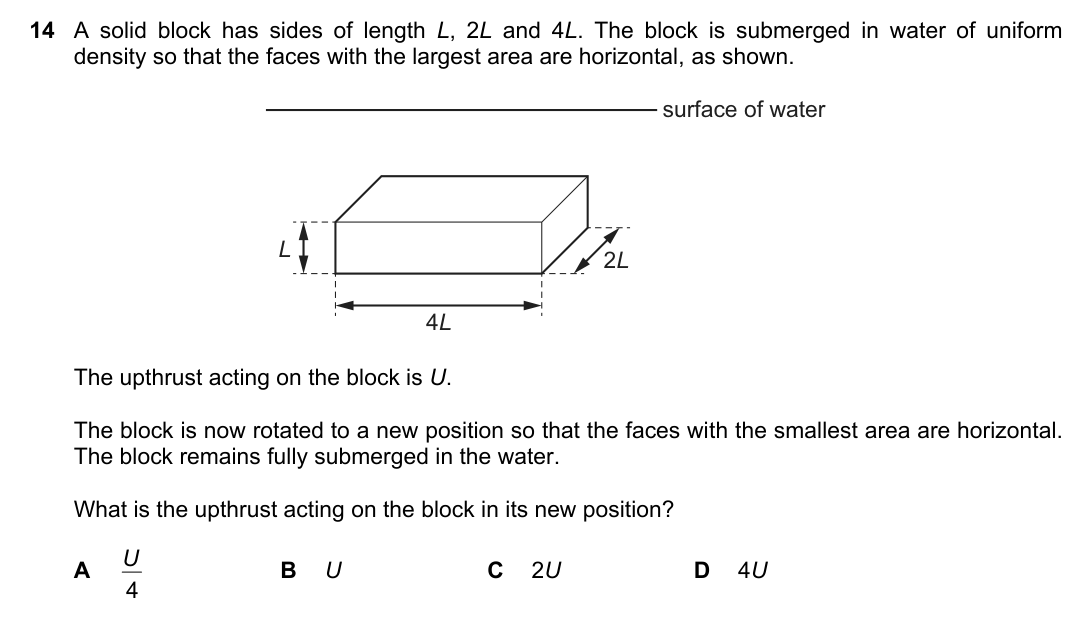 14 A solid block has sides of length L, 2L and 4L. The block is submerged in water of uniform
density so that the faces with the largest area are horizontal, as shown.
surface of water
L
2L
4L
The upthrust acting on the block is U.
The block is now rotated to a new position so that the faces with the smallest area are horizontal.
The block remains fully submerged in the water.
What is the upthrust acting on the block in its new position?
A U/4 B U C 2U D 4U